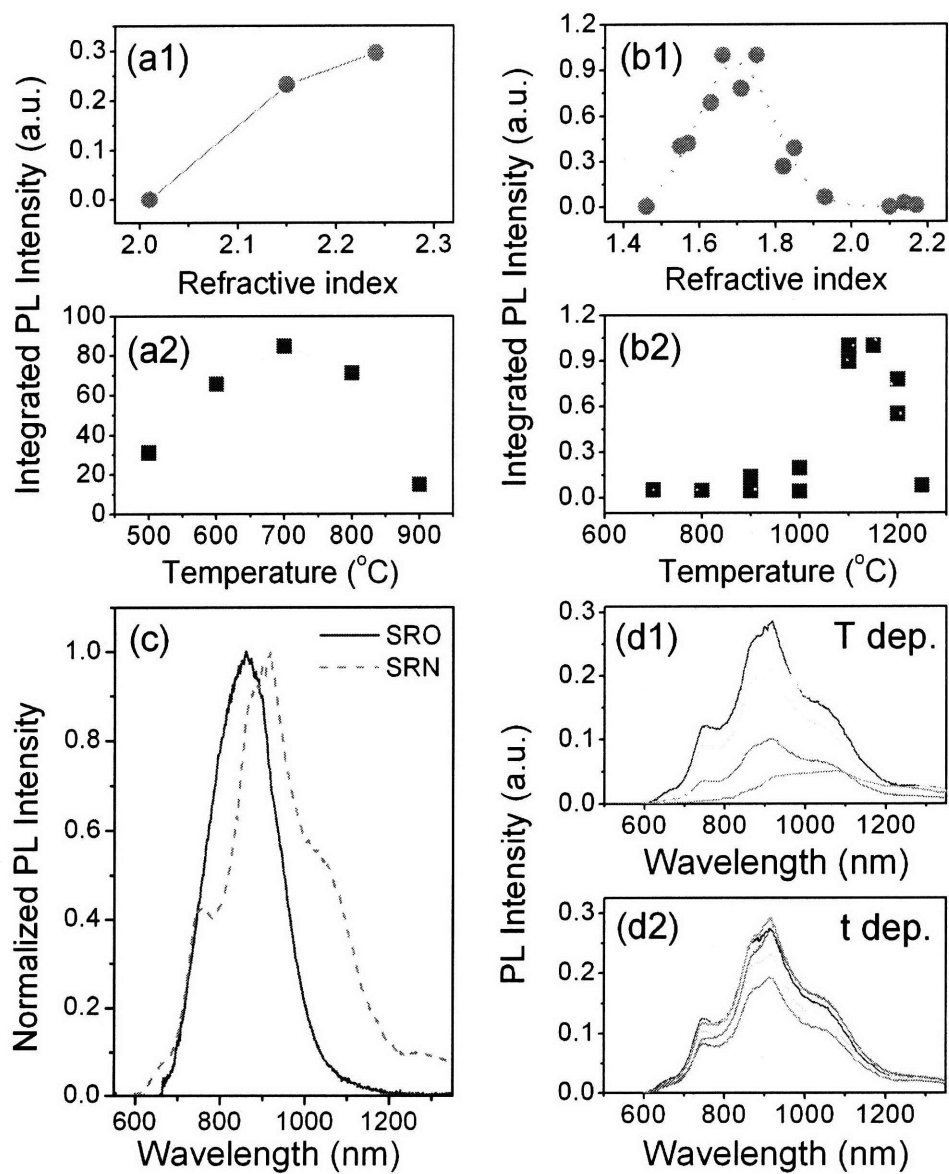 Integrated PL Intensity (a.u.)
(a1)
0.3
0.2
0.1
0.0
2.0 2.1 2.2 2.3
Refractive index
(a2)
100
80
60
40
20
0
500 600 700 800 900
Temperature (°C)
Integrated PL Intensity (a.u.)
(b1)
1.2
0.9
0.6
0.3
0.0
1.4 1.6 1.8 2.0 2.2
Refractive index
(b2)
1.2
0.9
0.6
0.3
0.0
600 800 1000 1200
Temperature (°C)
Normalized PL Intensity
(c)
SRO
SRN
1.0
0.8
0.6
0.4
0.2
0.0
600 800 1000 1200
Wavelength (nm)
PL Intensity (a.u.)
(d1) T dep.
0.3
0.2
0.1
0.0
600 800 1000 1200
Wavelength (nm)
(d2) t dep.
0.3
0.2
0.1
0.0
600 800 1000 1200
Wavelength (nm)